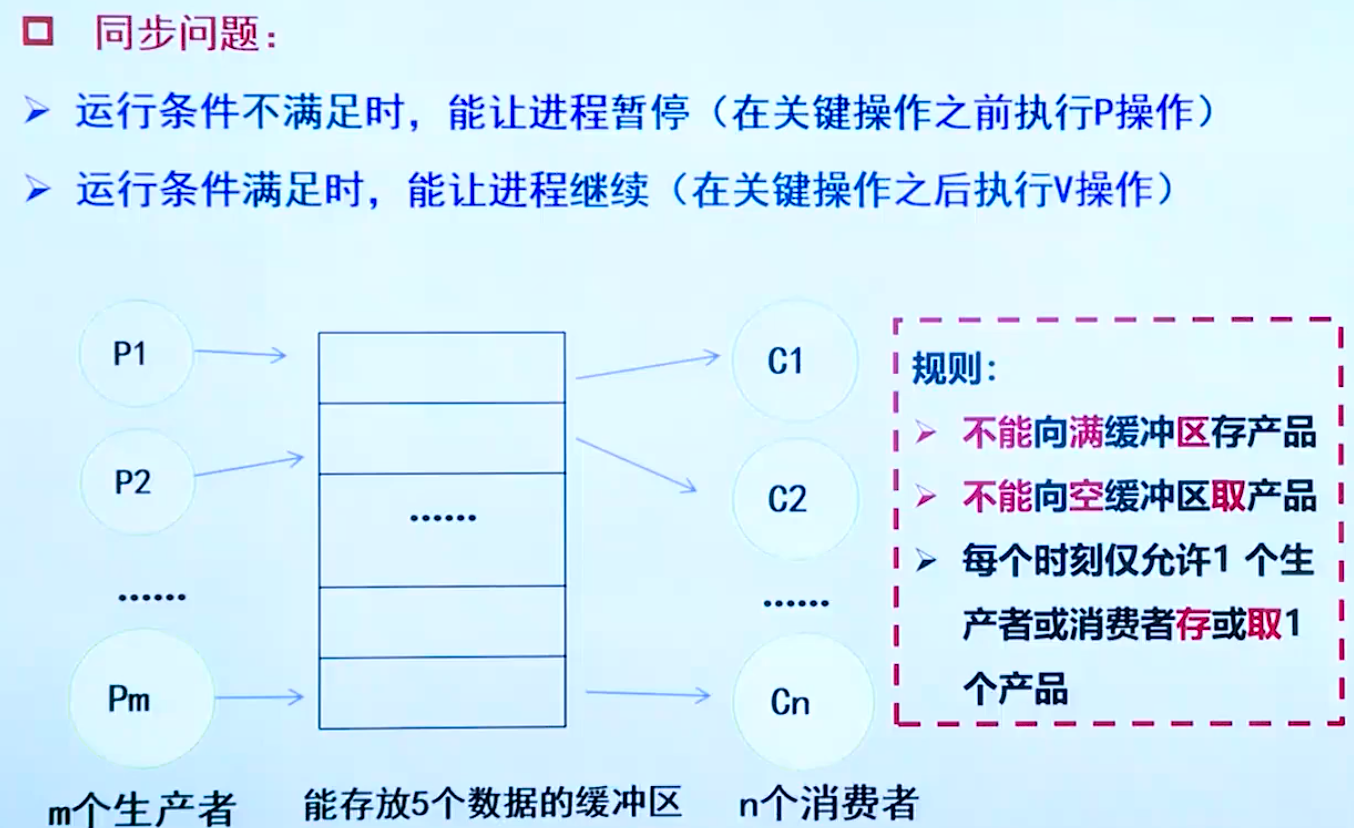 同步问题：
运行条件不满足时，能让进程暂停（在关键操作之前执行P操作）
运行条件满足时，能让进程继续（在关键操作之后执行V操作）
P1
P2
......
Pm
......
C1
C2
......
Cn
规则：
不能向满缓冲区存产品
不能向空缓冲区取产品
每个时刻仅允许1 个生
产者或消费者存或取1
个产品
m个生产者
能存放5个数据的缓冲区
n个消费者